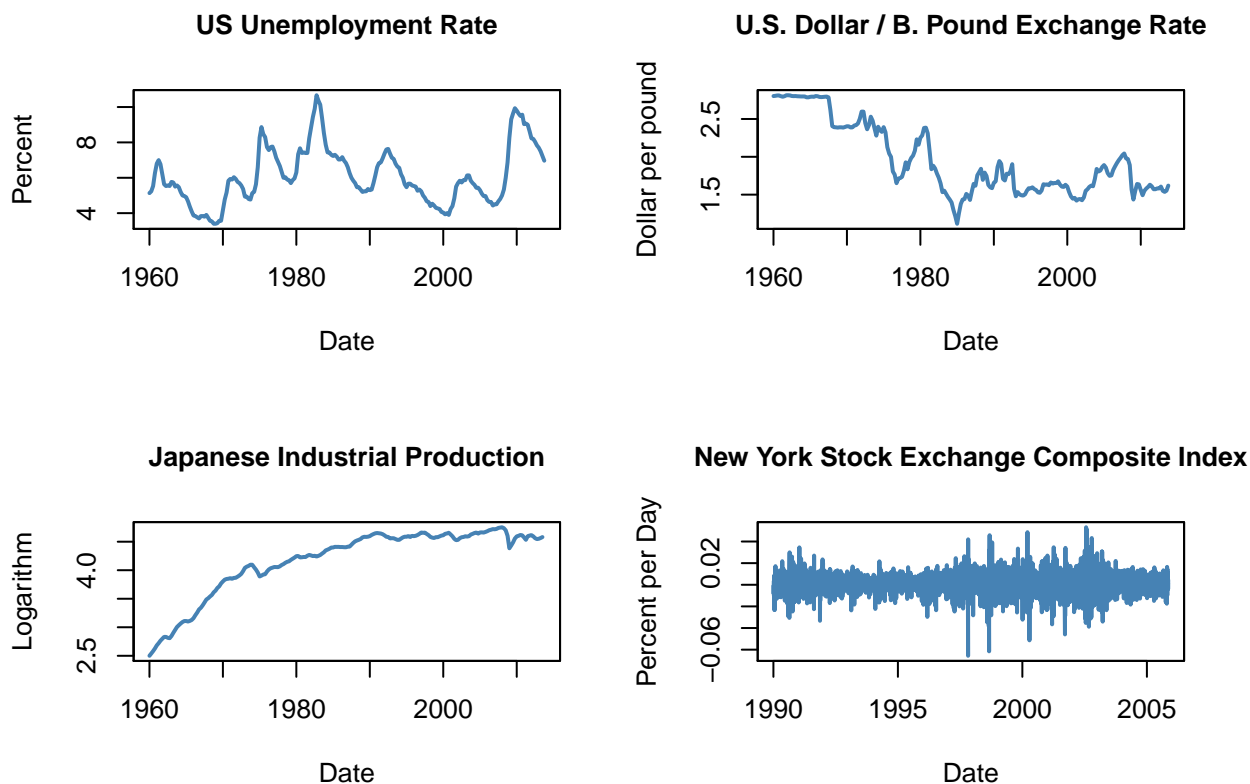 US Unemployment Rate
Percent
8
4
1960 1980 2000
Date
U.S. Dollar / B. Pound Exchange Rate
Dollar per pound
2.5
1.5
1960 1980 2000
Date
Japanese Industrial Production
Logarithm
4.0
2.5
1960 1980 2000
Date
New York Stock Exchange Composite Index
Percent per Day
0.02
−0.06
1990 1995 2000 2005
Date